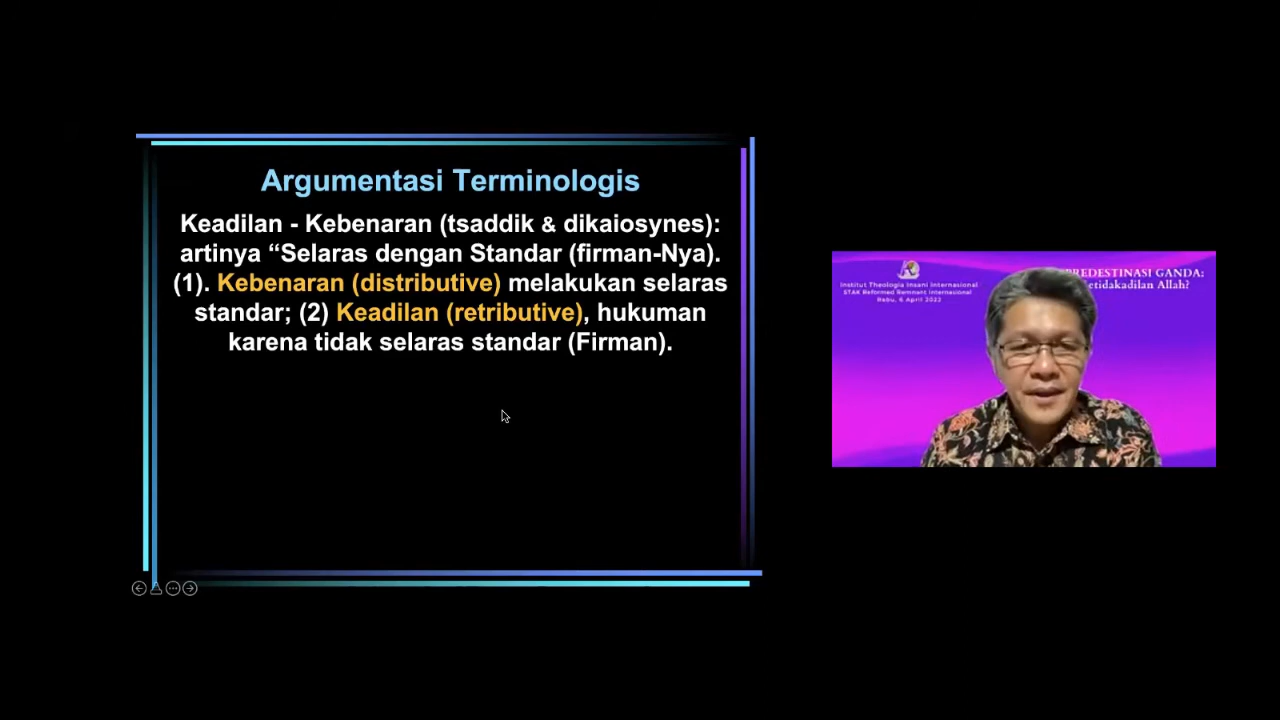 Argumentasi Terminologis
Keadilan - Kebenaran (tsaddik & dikaiosynes):
artinya “Selaras dengan Standar (firman-Nya).
(1). Kebenaran (distributive) melakukan selaras
standar; (2) Keadilan (retributive), hukuman
karena tidak selaras standar (Firman).
Institut Theologia Insani Internasional
STAK Reformed Remnant Internasional
Rabu, 6 April 2022
PREDESTINASI GANDA:
etidakadilan Allah?